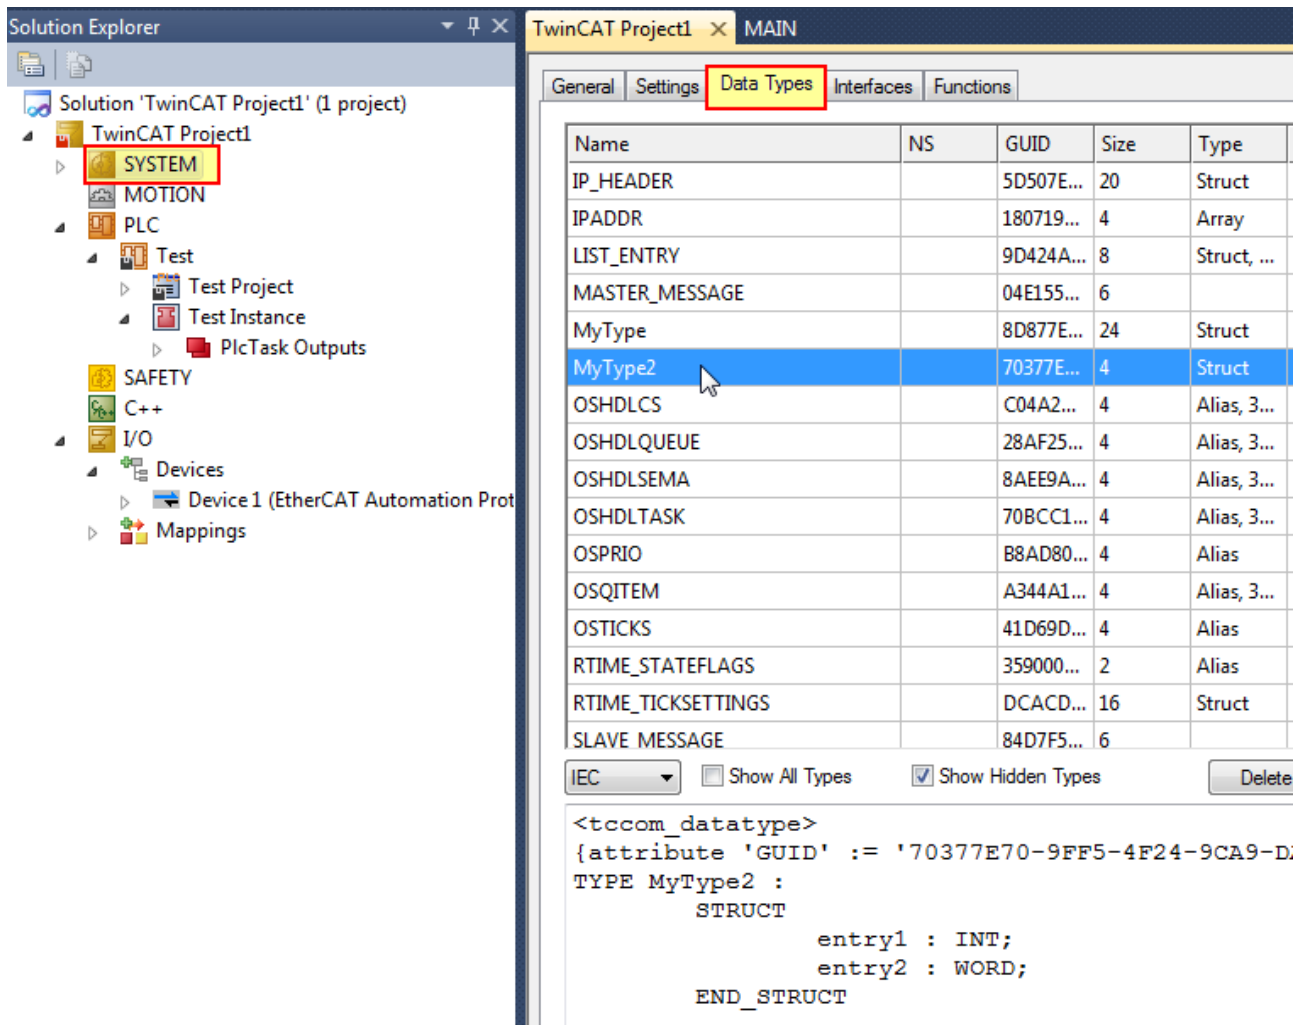 Solution Explorer
Solution 'TwinCAT Project1' (1 project)
TwinCAT Project1
SYSTEM
MOTION
PLC
Test
Test Project
Test Instance
PlcTask Outputs
SAFETY
C++
I/O
Devices
Device 1 (EtherCAT Automation Prot
Mappings
TwinCAT Project1 MAIN
General Settings Data Types Interfaces Functions
Name NS GUID Size Type
IP_HEADER 5D507E... 20 Struct
IPADDR 180719... 4 Array
LIST_ENTRY 9D424A... 8 Struct, ...
MASTER_MESSAGE 04E155... 6
MyType 8D877E... 24 Struct
MyType2 70377E... 4 Struct
OSHDLCS C04A2... 4 Alias, 3...
OSHDLQUEUE 28AF25... 4 Alias, 3...
OSHDLSEMA 8AEE9A... 4 Alias, 3...
OSHDLTASK 70BCC1... 4 Alias, 3...
OSPRIO B8AD80... 4 Alias
OSQITEM A344A1... 4 Alias, 3...
OSTICKS 41D69D... 4 Alias
RTIME_STATEFLAGS 359000... 2 Alias
RTIME_TICKSETTINGS DCACD... 16 Struct
SLAVE_MESSAGE 84D7F5... 6
IEC Show All Types Show Hidden Types Delete
<tccom_datatype>
{attribute 'GUID' := '70377E70-9FF5-4F24-9CA9-D
TYPE MyType2 :
STRUCT
entry1 : INT;
entry2 : WORD;
END_STRUCT